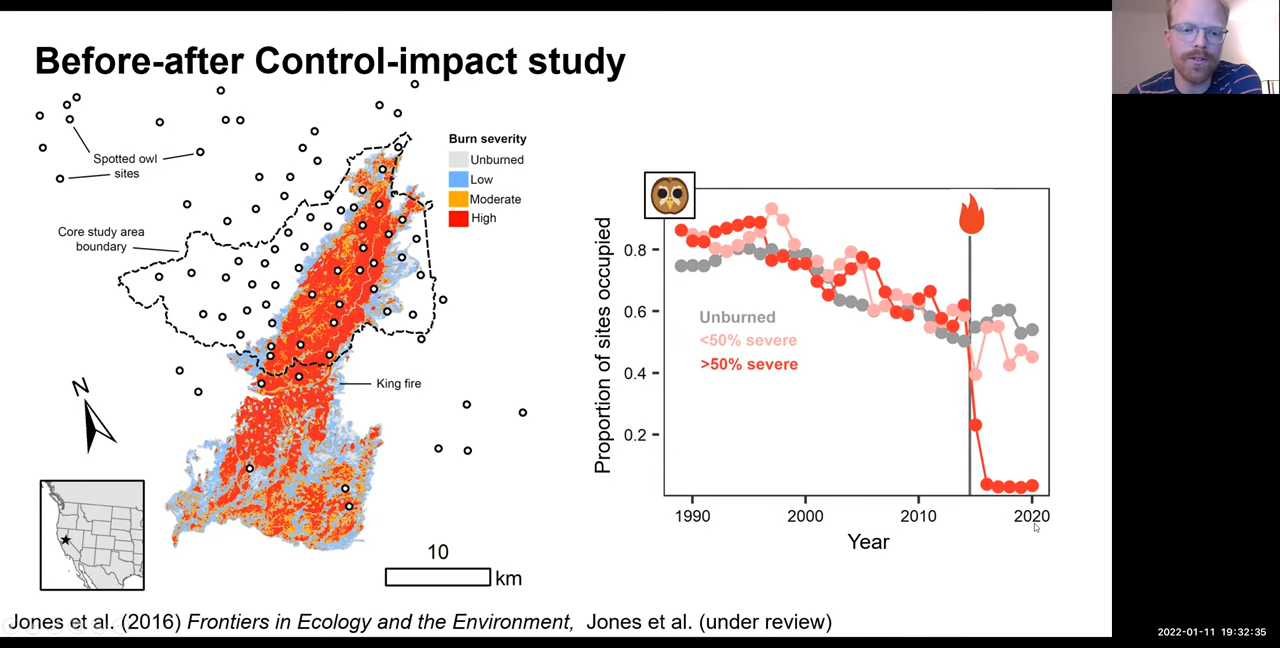 Before-after Control-impact study
Spotted owl
sites
Core study area
boundary
Burn severity
Unburned
Low
Moderate
High
King fire
N
10
km
Proportion of sites occupied
0.8
0.6
0.4
0.2
Unburned
<50% severe
>50% severe
1990
2000
2010
2020
Year
Jones et al. (2016) Frontiers in Ecology and the Environment, Jones et al. (under review)
2022-01-11 19:32:35